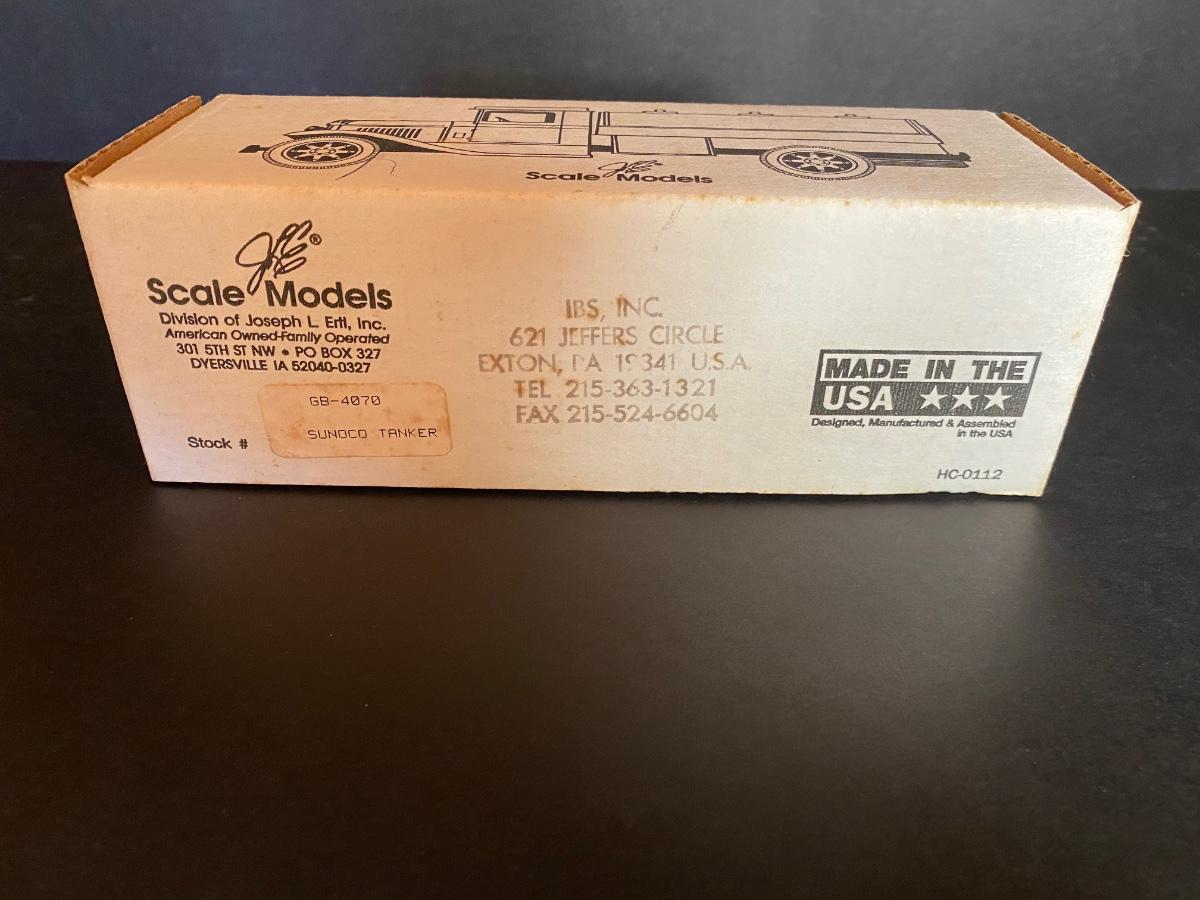 Scale Models
JLE®
Scale Models
Division of Joseph L. Ertl, Inc.
American Owned-Family Operated
301 5TH ST NW • PO BOX 327
DYERSVILLE IA 52040-0327
GB-4070
SUNOCO TANKER
Stock #
IBS, INC.
621 JEFFERS CIRCLE
EXTON, PA 19341 U.S.A.
TEL 215-363-1321
FAX 215-524-6604
MADE IN THE
USA ★★★
Designed, Manufactured & Assembled
in the USA
HC-0112